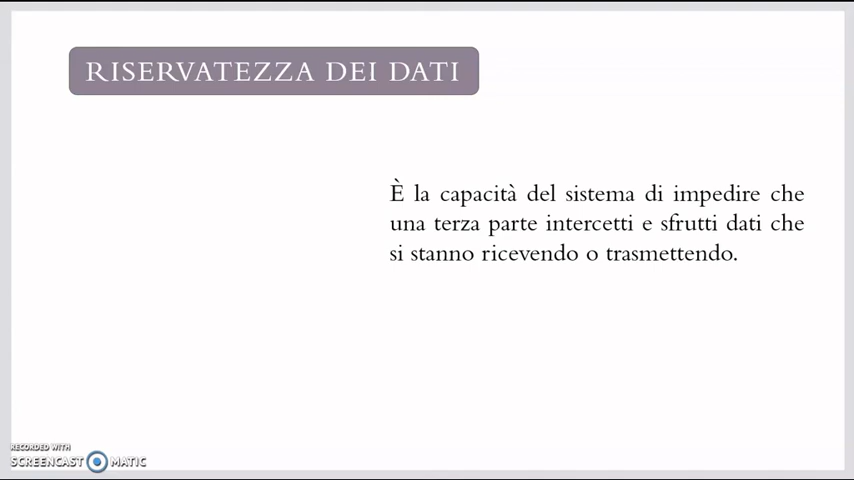 RISERVATEZZA DEI DATI
È la capacità del sistema di impedire che
una terza parte intercetti e sfrutti dati che
si stanno ricevendo o trasmettendo.
RECORDED WITH
SCREENCAST MATIC